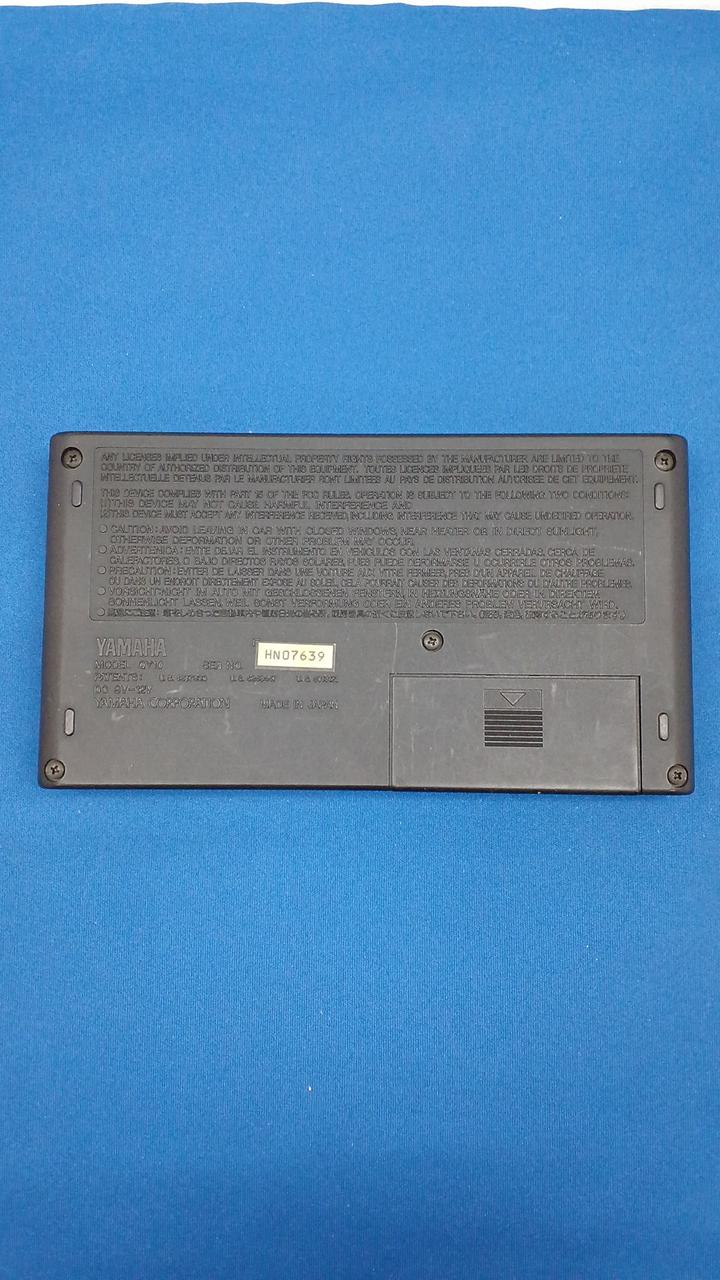 ANY LICENSES IMPLIED UNDER INTELLECTUAL PROPERTY RIGHTS POSSESSED BY THE MANUFACTURER ARE LIMITED TO THE
COUNTRY OF AUTHORIZED DISTRIBUTION OF THIS EQUIPMENT. TOUTES LICENCES IMPLIQUEES PAR LES DROITS DE PROPRIETE
INTELLECTUELLE DETENUS PAR LE MANUFACTURIER SONT LIMITEES AU PAYS DE DISTRIBUTION AUTORISEE DE CET EQUIPEMENT.
THIS DEVICE COMPLIES WITH PART 15 OF THE FCC RULES. OPERATION IS SUBJECT TO THE FOLLOWING TWO CONDITIONS:
(1)THIS DEVICE MAY NOT CAUSE HARMFUL INTERFERENCE AND
(2)THIS DEVICE MUST ACCEPT ANY INTERFERENCE RECEIVED, INCLUDING INTERFERENCE THAT MAY CAUSE UNDESIRED OPERATION.
● CAUTION: AVOID LEAVING IN CAR WITH CLOSED WINDOWS, NEAR HEATER OR IN DIRECT SUNLIGHT,
OTHERWISE DEFORMATION OR OTHER PROBLEM MAY OCCUR.
● ADVERTENCIA: EVITE DEJAR EL INSTRUMENTO EN VEHICULOS CON LAS VENTANAS CERRADAS, CERCA DE
CALEFACTORES, O BAJO DIRECTOS RAYOS SOLARES, PUES PUEDE DEFORMARSE U OCURRIRLE OTROS PROBLEMAS.
● PRECAUTION: EVITER DE LAISSER DANS UNE VOITURE AUX VITRE FERMEES, PRES D'UN APPAREIL DE CHAUFFAGE
OU DANS UN ENDROIT DIRECTEMENT EXPOSE AU SOLEIL. CELA POURRAIT CAUSER DES DEFORMATIONS OU D'AUTRE PROBLEMES.
● VORSICHT: NICHT IM AUTO MIT GESCHLOSSENEN FENSTERN, IN HEIZUNGSNÄHE ODER IN DIREKTEM
SONNENLICHT LASSEN, WEIL SONST VERFORMUNG ODER EIN ANDERES PROBLEM VERURSACHT WIRD.
YAMAHA
MODEL QY10 SER NO. HN07639
PATENTS: U.S. U.S. U.S.
DC 9V-12V
YAMAHA CORPORATION MADE IN JAPAN